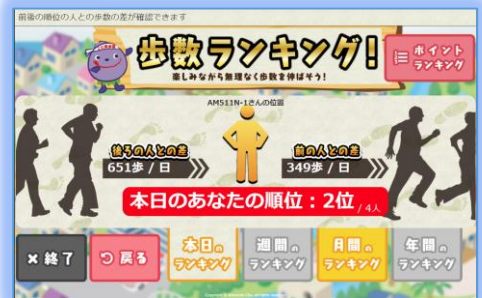 前後の順位の人との歩数の差が確認できます
歩数ランキング!
楽しみながら無理なく歩数を伸ばそう!
ポイント
ランキング
AM511N-1さんの位置
後ろの人との差
651歩 / 日
前の人との差
349歩 / 日
本日のあなたの順位:2位 / 4人
×終了
戻る
本日の
ランキング
週間の
ランキング
月間の
ランキング
年間の
ランキング